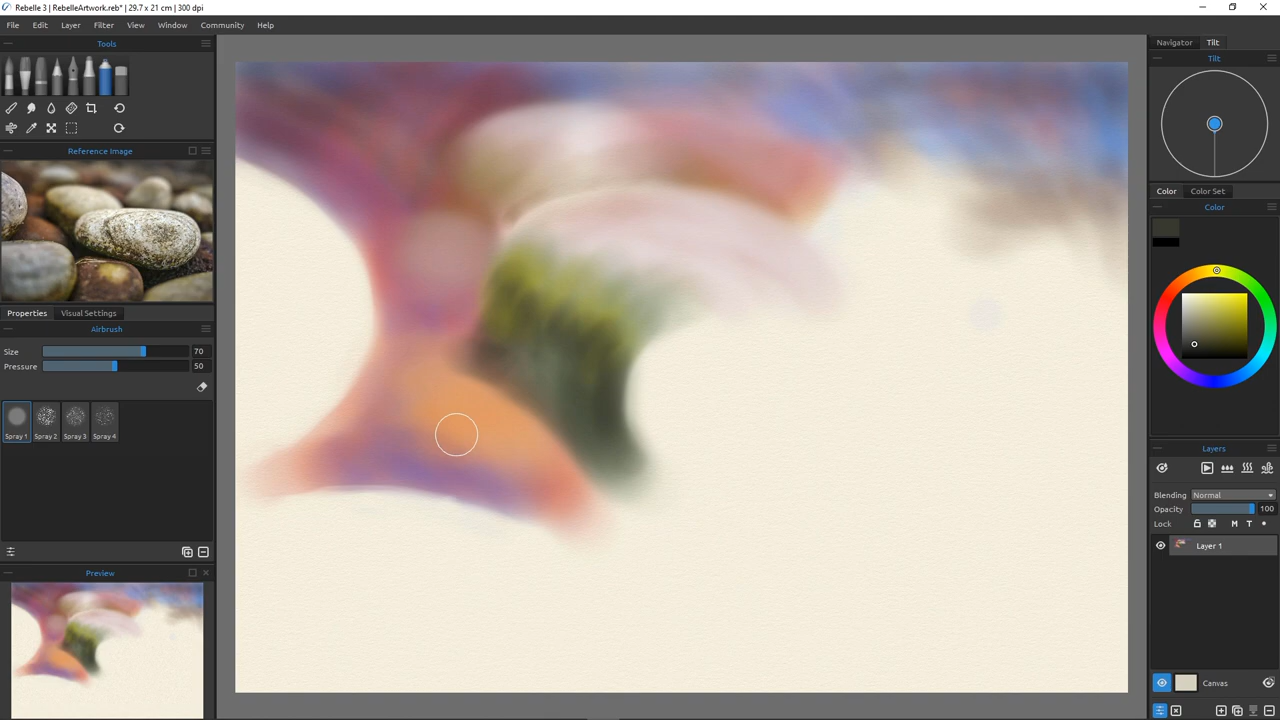 Rebelle 3 | RebelleArtwork.reb* | 29.7 x 21 cm | 300 dpi
File Edit Layer Filter View Window Community Help
Tools
Reference Image
Properties Visual Settings
Airbrush
Size 70
Pressure 50
Spray 1 Spray 2 Spray 3 Spray 4
Preview
Navigator Tilt
Tilt
Color Color Set
Color
Layers
Blending Normal
Opacity 100
Lock M T
Layer 1
Canvas